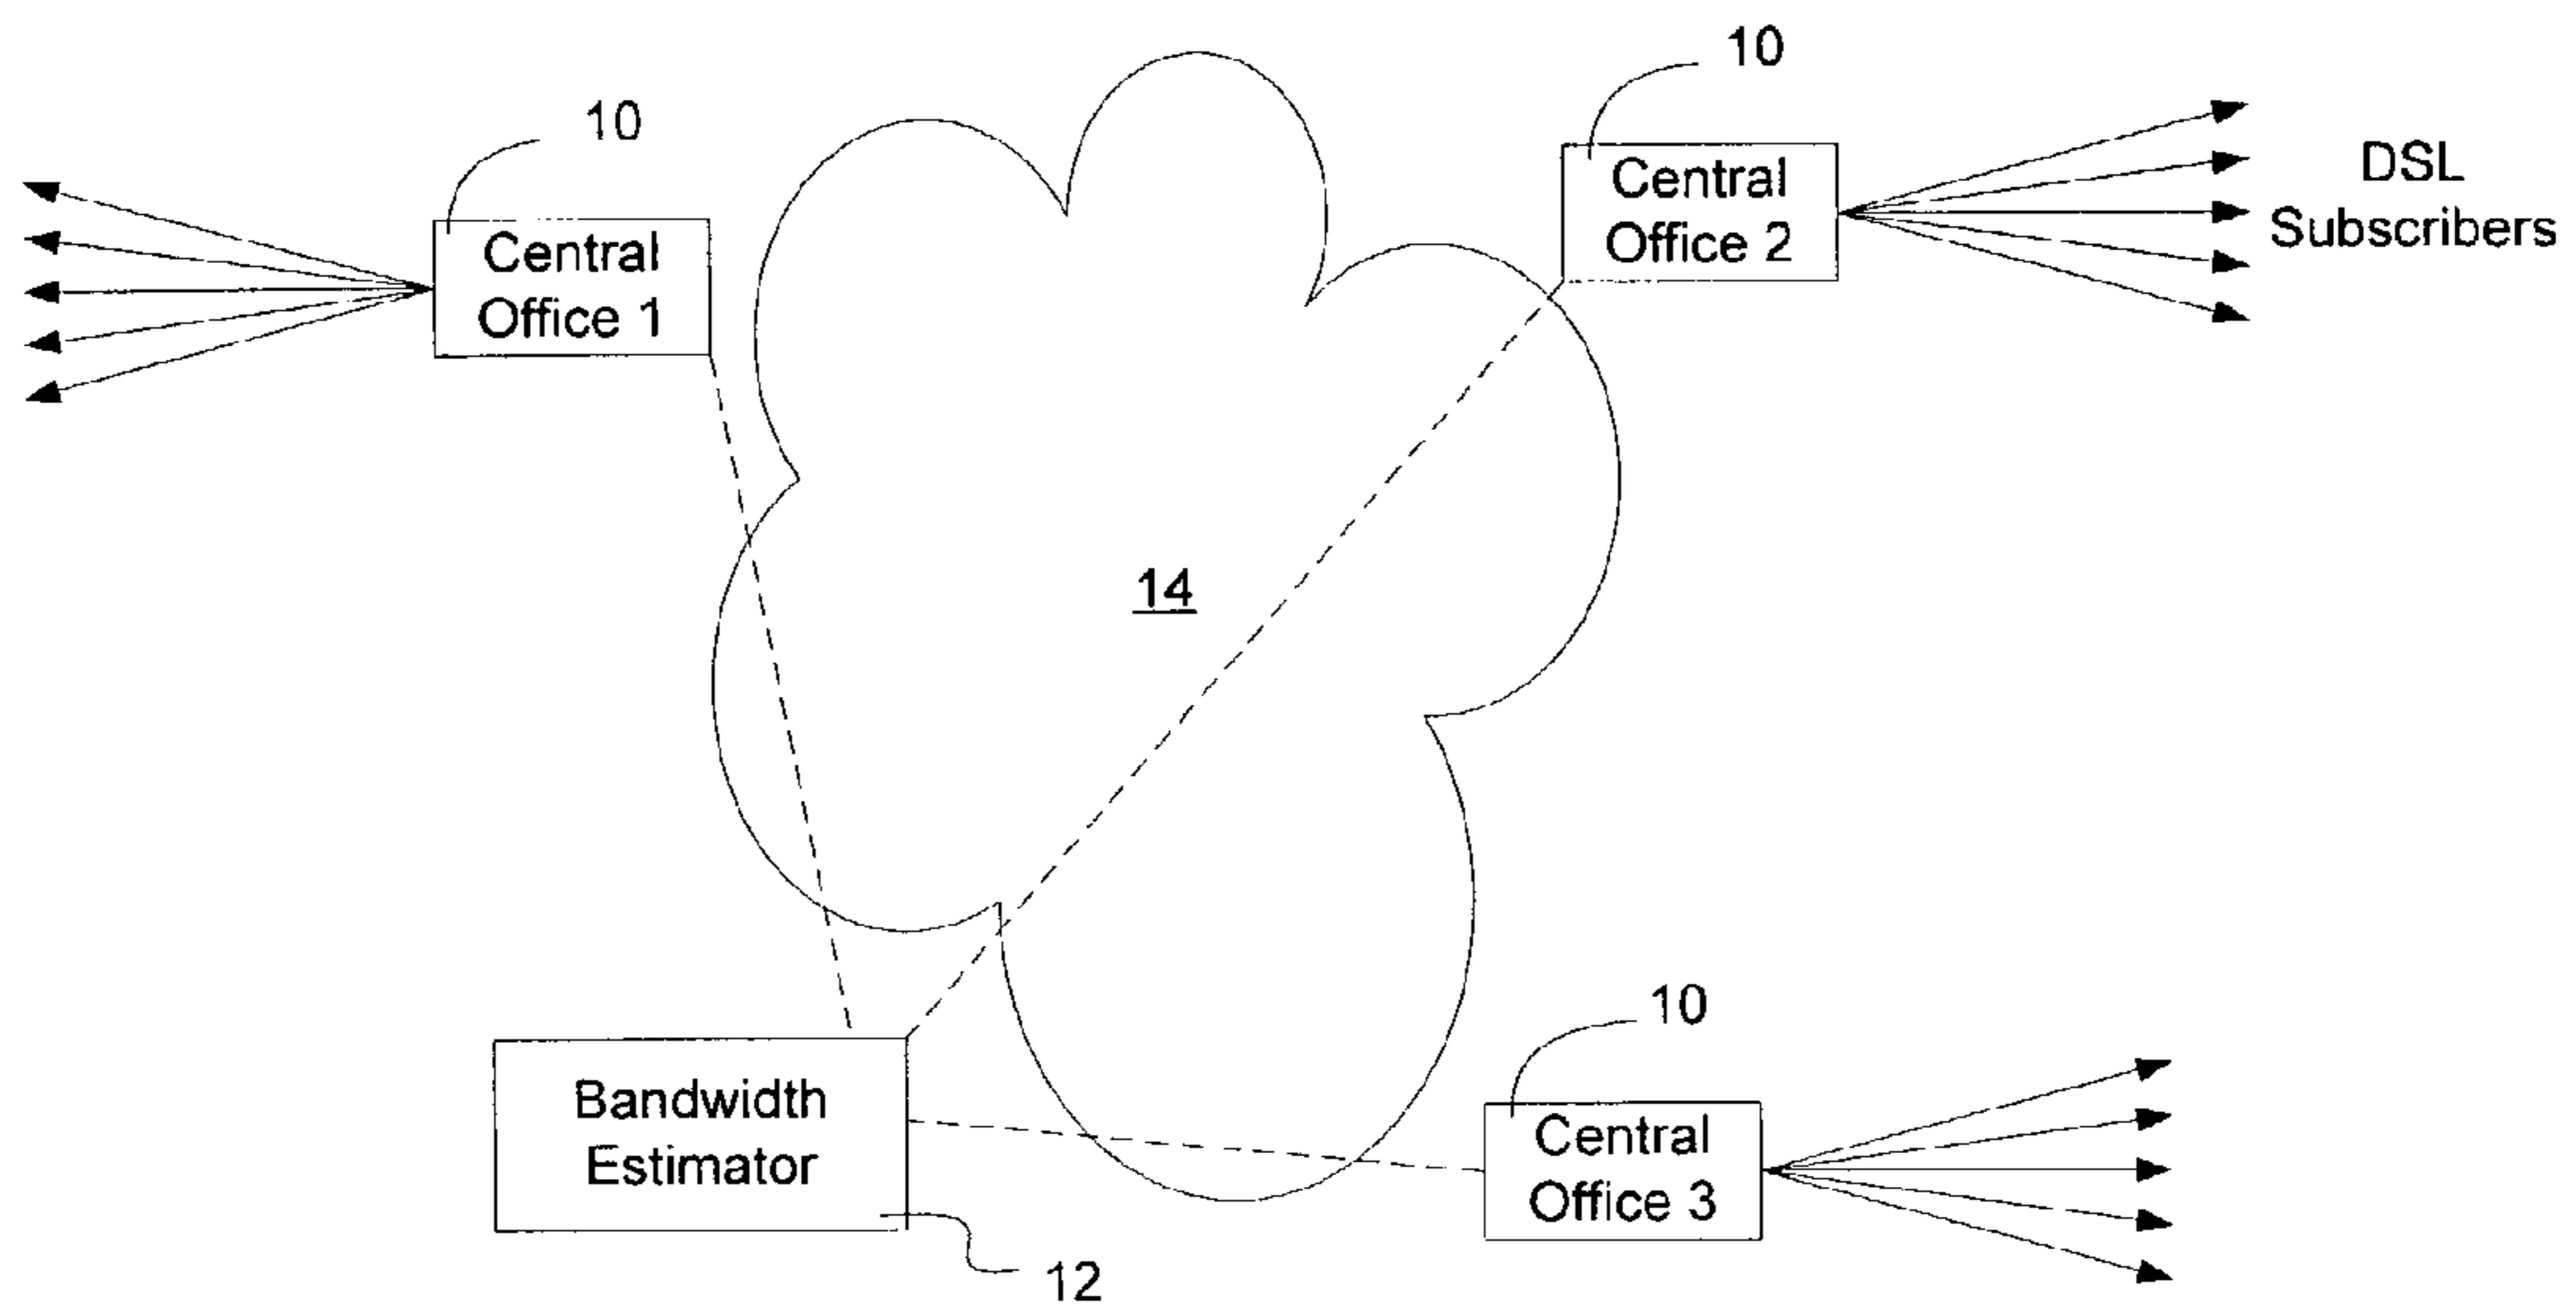 10
Central
Office 1
10
Central
Office 2
DSL
Subscribers
14
Bandwidth
Estimator
12
10
Central
Office 3